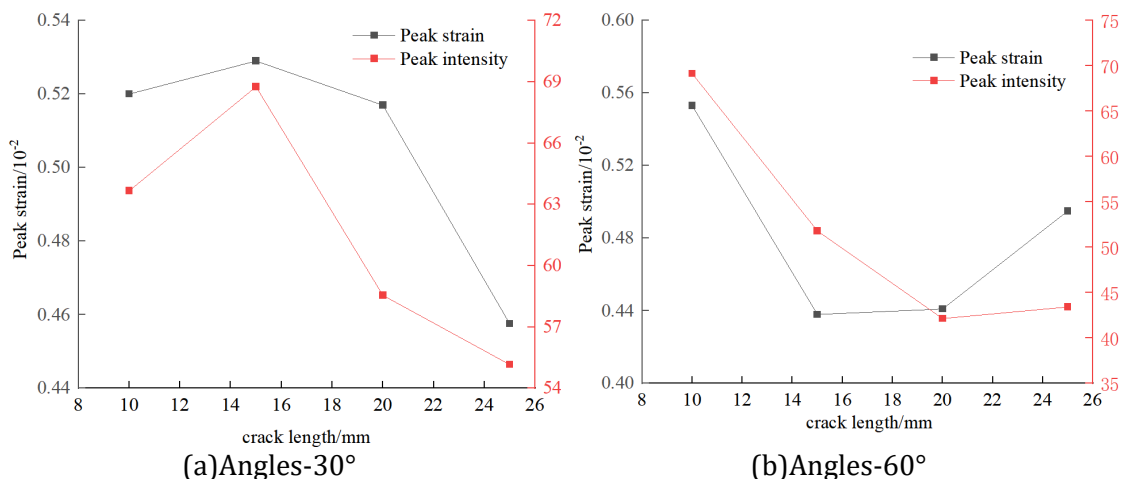 0.54
0.52
0.50
0.48
0.46
0.44
Peak strain/10-2
72
69
66
63
60
57
54
Peak strain
Peak intensity
8 10 12 14 16 18 20 22 24 26
crack length/mm
(a)Angles-30°
0.60
0.56
0.52
0.48
0.44
0.40
Peak strain/10-2
75
70
65
60
55
50
45
40
35
Peak strain
Peak intensity
8 10 12 14 16 18 20 22 24 26
crack length/mm
(b)Angles-60°